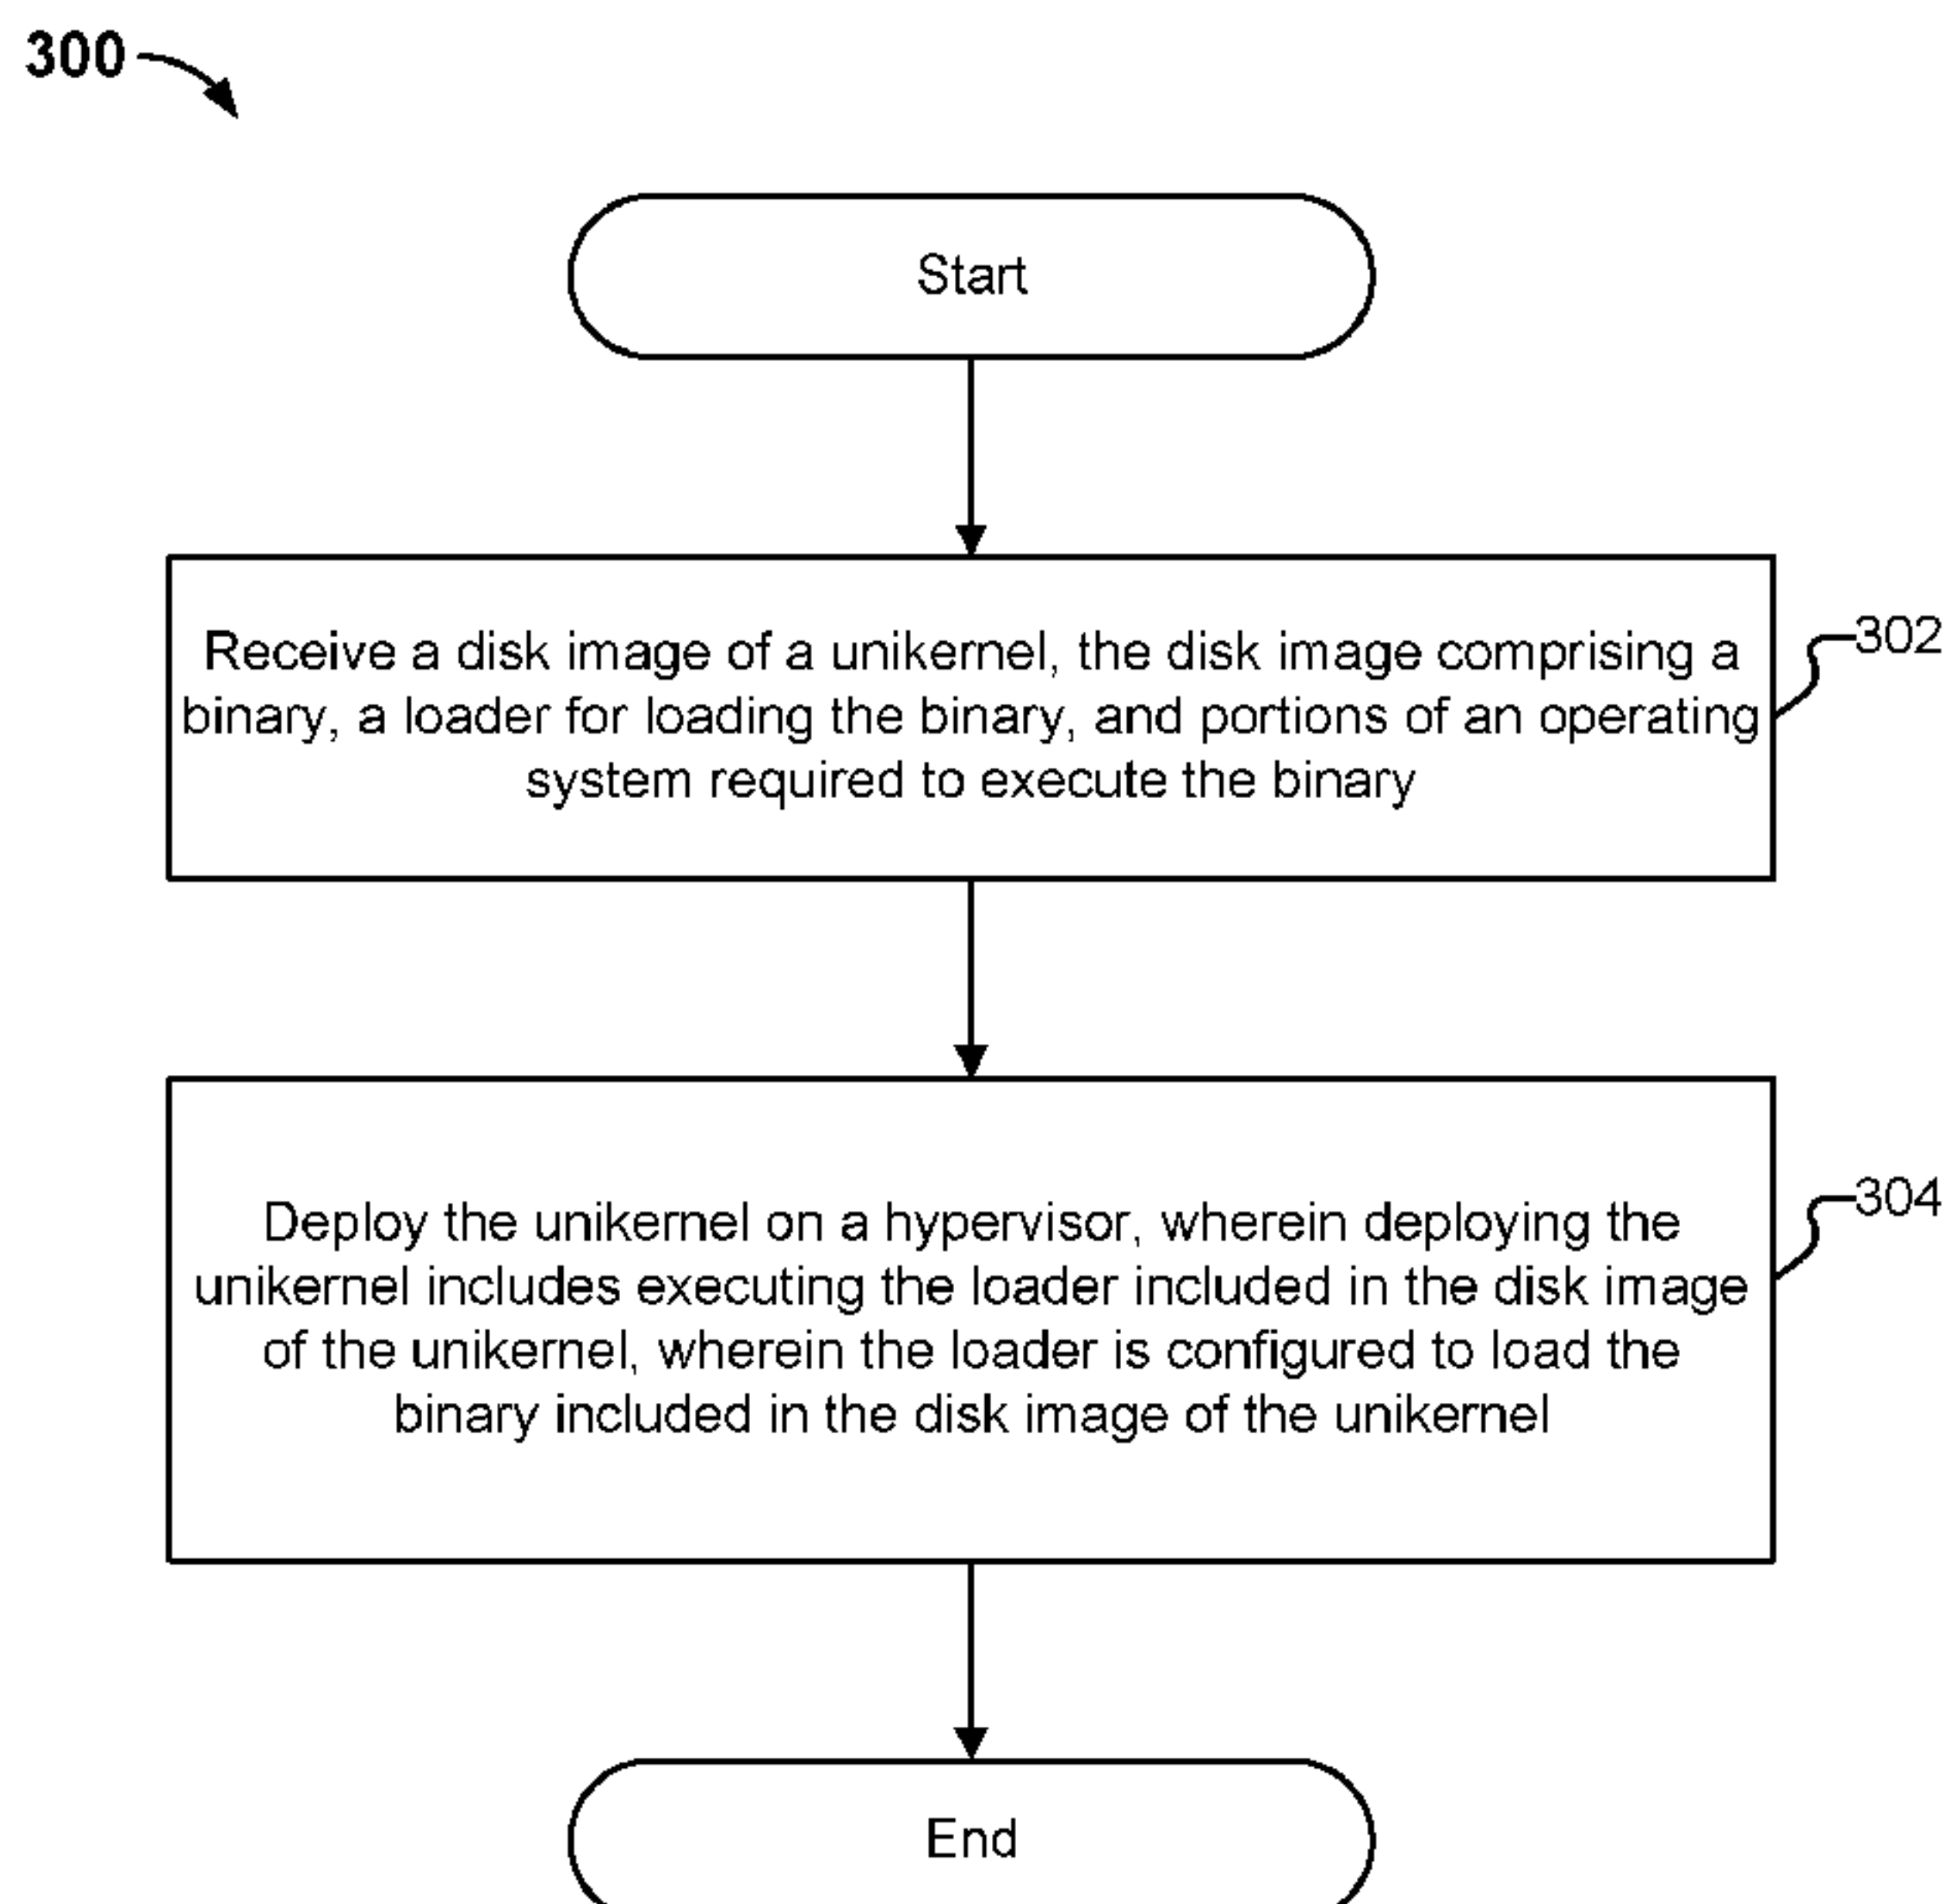 300
Start
Receive a disk image of a unikernel, the disk image comprising a
binary, a loader for loading the binary, and portions of an operating
system required to execute the binary
302
Deploy the unikernel on a hypervisor, wherein deploying the
unikernel includes executing the loader included in the disk image
of the unikernel, wherein the loader is configured to load the
binary included in the disk image of the unikernel
304
End